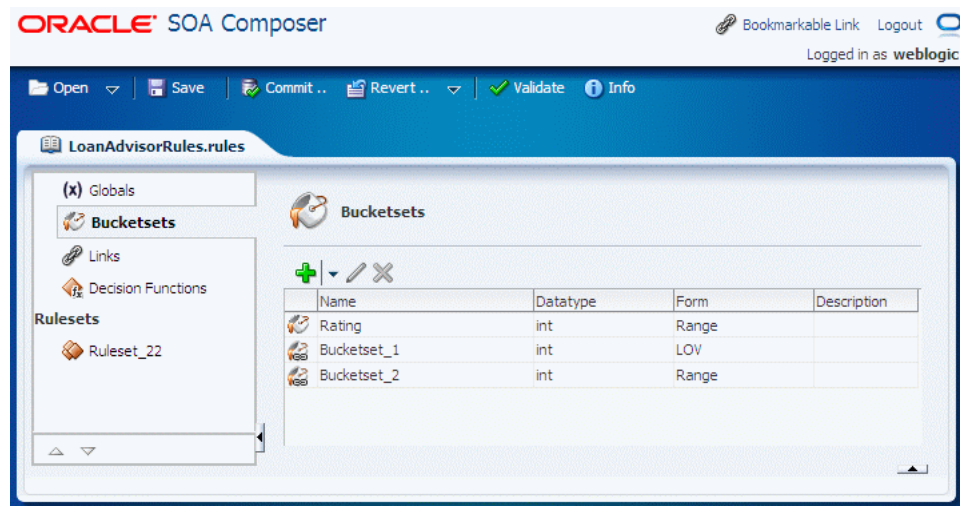 ORACLE SOA Composer
Bookmarkable Link Logout
Logged in as weblogic
Open Save Commit .. Revert .. Validate Info
LoanAdvisorRules.rules
(x) Globals
Bucketsets
Links
Decision Functions
Rulesets
Ruleset_22
Bucketsets
Name Datatype Form Description
Rating int Range
Bucketset_1 int LOV
Bucketset_2 int Range